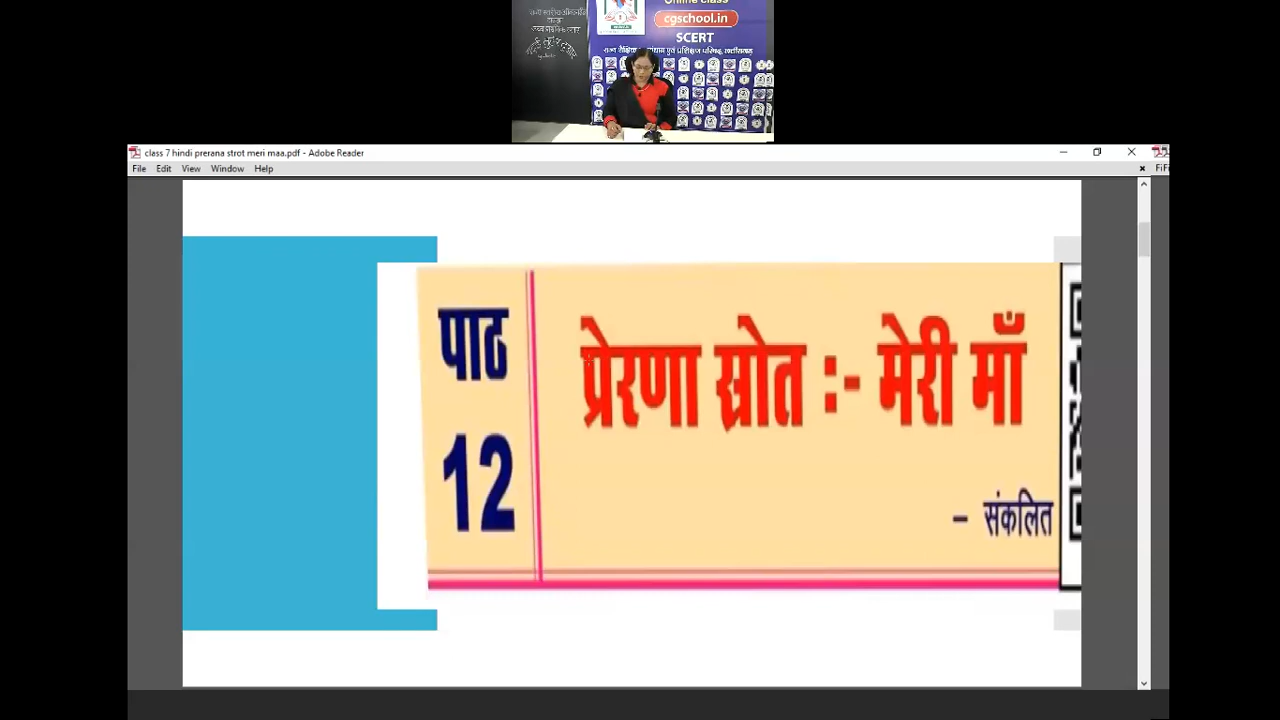 Online class
cgschool.in
SCERT
class 7 hindi prerana strot meri maa.pdf - Adobe Reader
File Edit View Window Help
पाठ
12
प्रेरणा स्रोत :- मेरी माँ
– संकलित